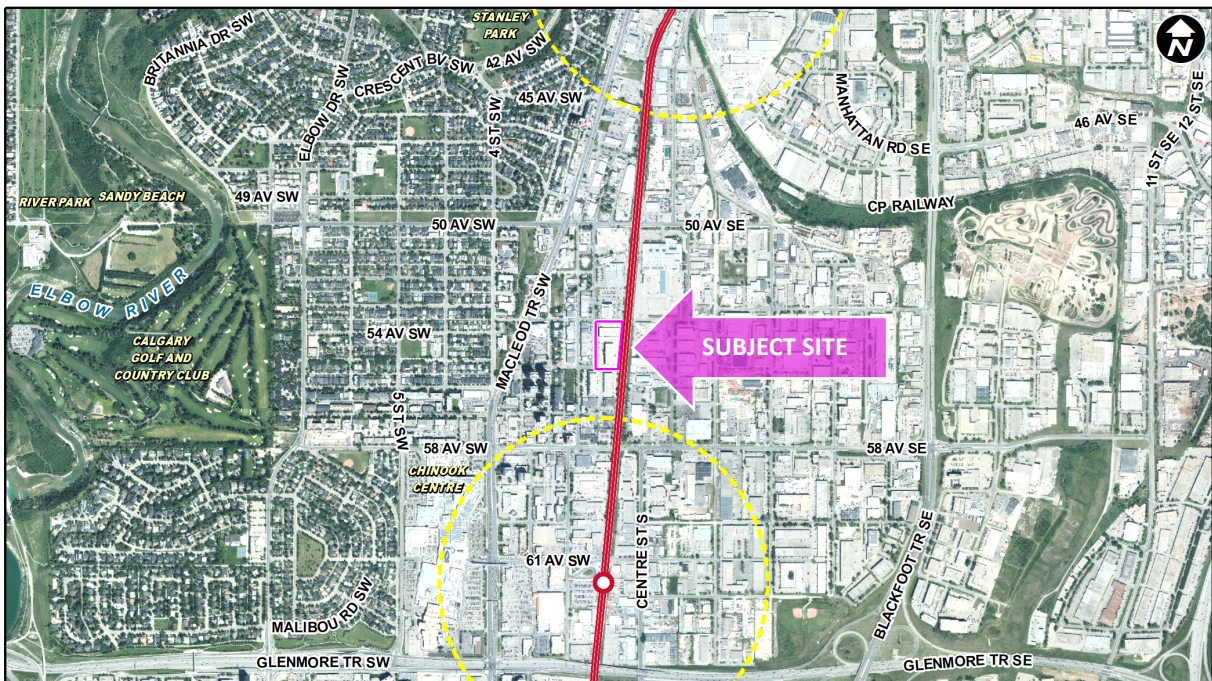 STANLEY
PARK
N
BRITANNIA DR SW
CRESCENT BV SW
42 AV SW
ELBOW DR SW
4 ST SW
45 AV SW
MANHATTAN RD SE
46 AV SE
11 ST SE
12 ST SE
RIVER PARK
SANDY BEACH
49 AV SW
CP RAILWAY
50 AV SW
50 AV SE
ELBOW RIVER
MACLEOD TR SW
54 AV SW
SUBJECT SITE
CALGARY
GOLF AND
COUNTRY CLUB
5 ST SW
58 AV SW
58 AV SE
CHINOOK
CENTRE
61 AV SW
CENTRE ST S
BLACKFOOT TR SE
MALIBOU RD SW
GLENMORE TR SW
GLENMORE TR SE